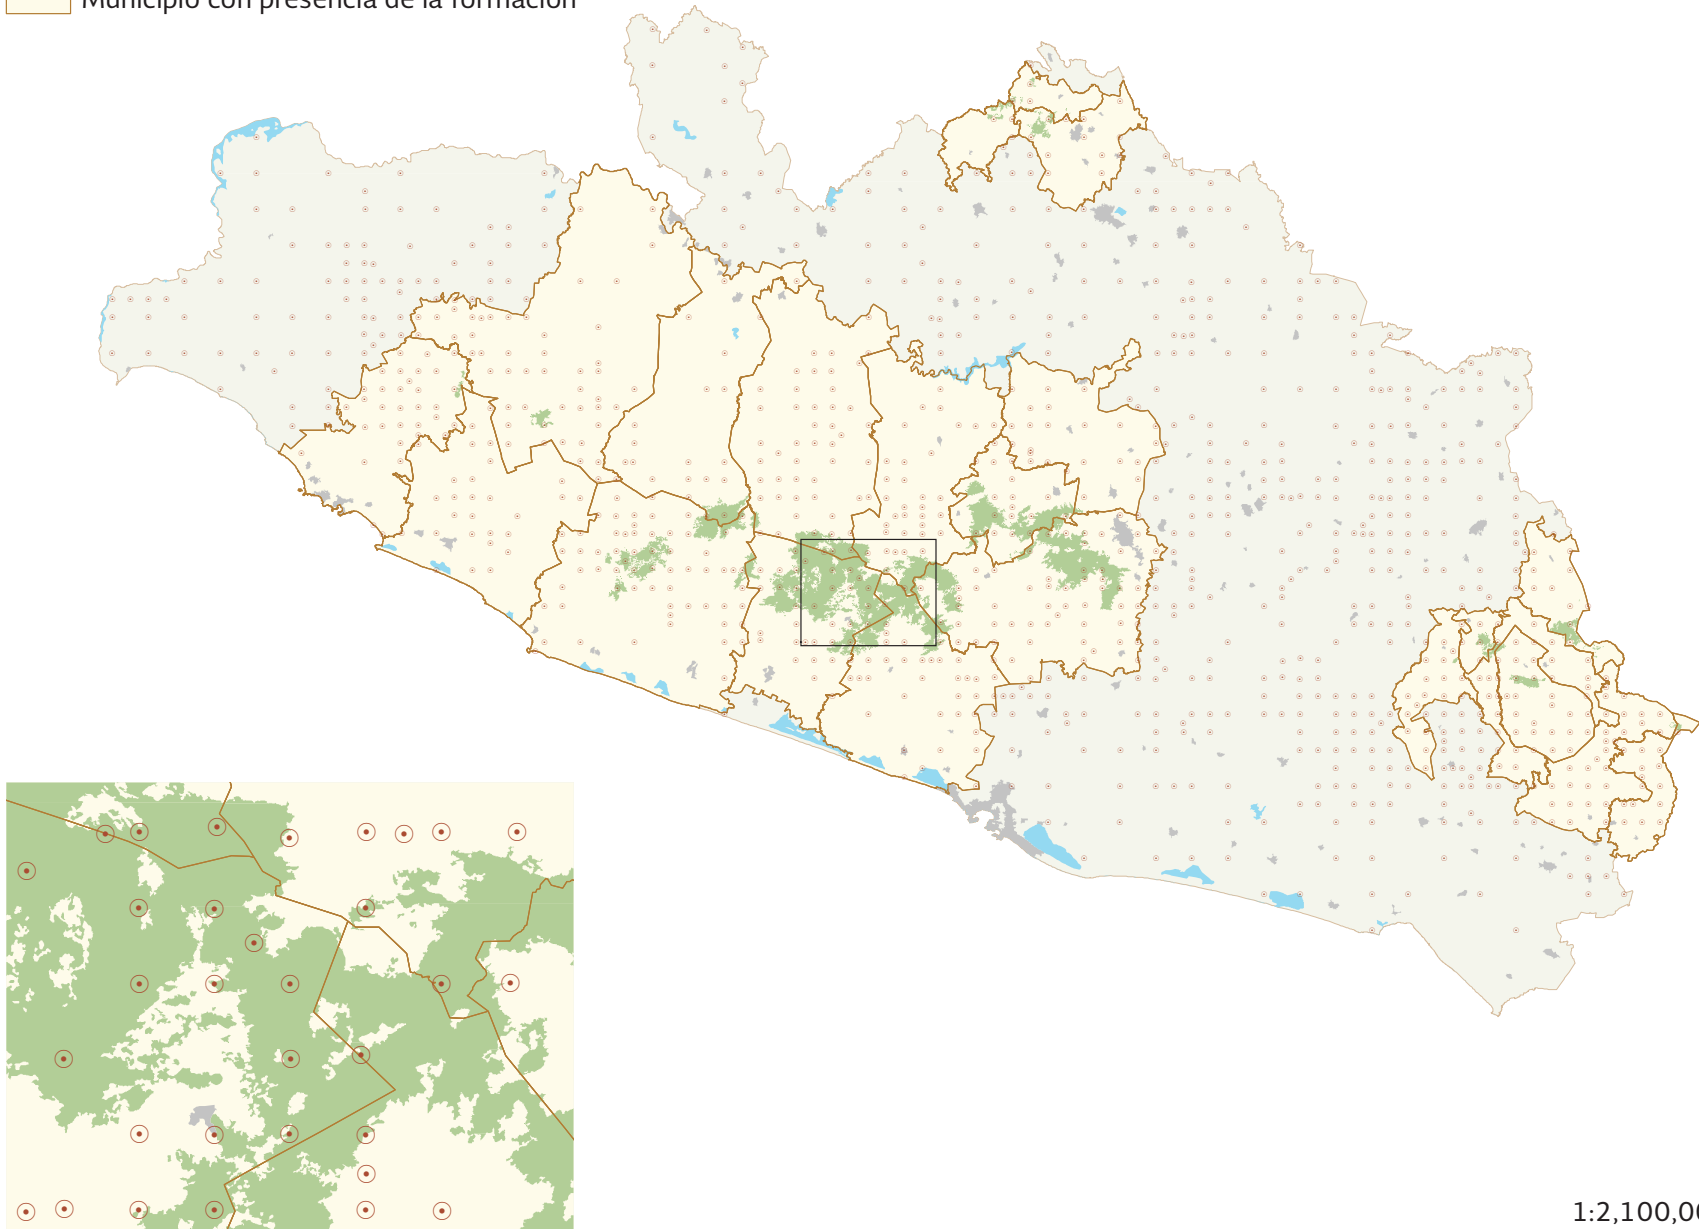 Municipio con presencia de la formación
1:2,100,00